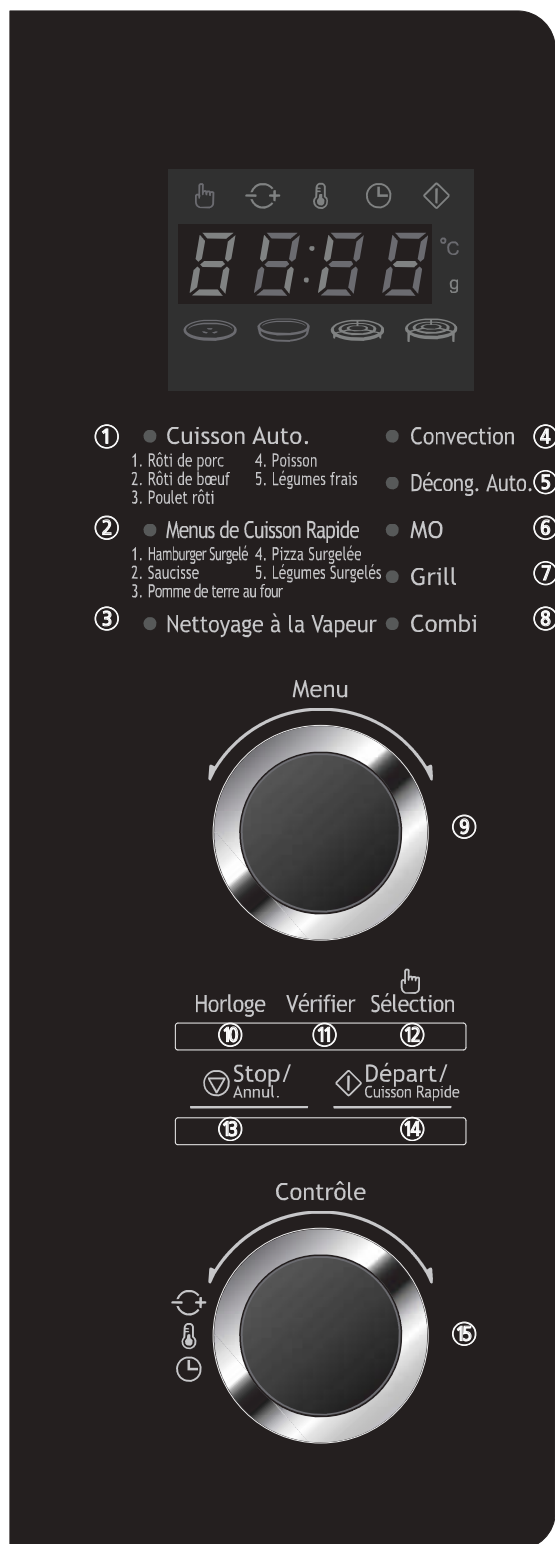 88:88 °C
g
① Cuisson Auto.
1. Rôti de porc 4. Poisson
2. Rôti de bœuf 5. Légumes frais
3. Poulet rôti
② Menus de Cuisson Rapide
1. Hamburger Surgelé 4. Pizza Surgelée
2. Saucisse 5. Légumes Surgelés
3. Pomme de terre au four
③ Nettoyage à la Vapeur
Convection ④
Décong. Auto. ⑤
MO ⑥
Grill ⑦
Combi ⑧
Menu
⑨
Horloge Vérifier Sélection
⑩ ⑪ ⑫
Stop/ Départ/
Annul. Cuisson Rapide
⑬ ⑭
Contrôle
⑮